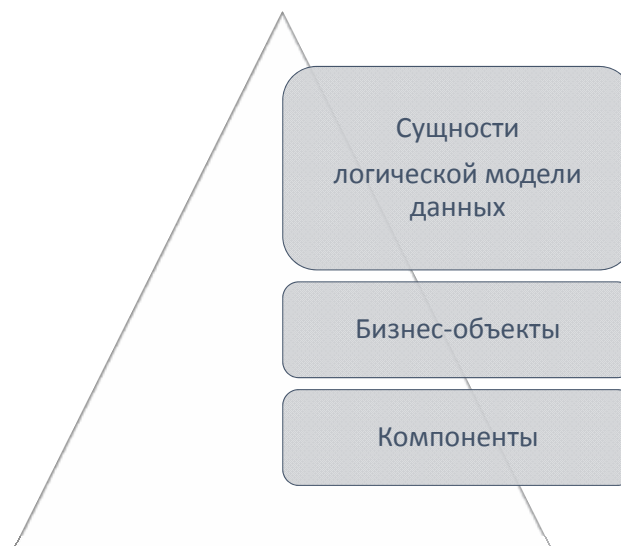 Сущности
логической модели
данных
Бизнес-объекты
Компоненты